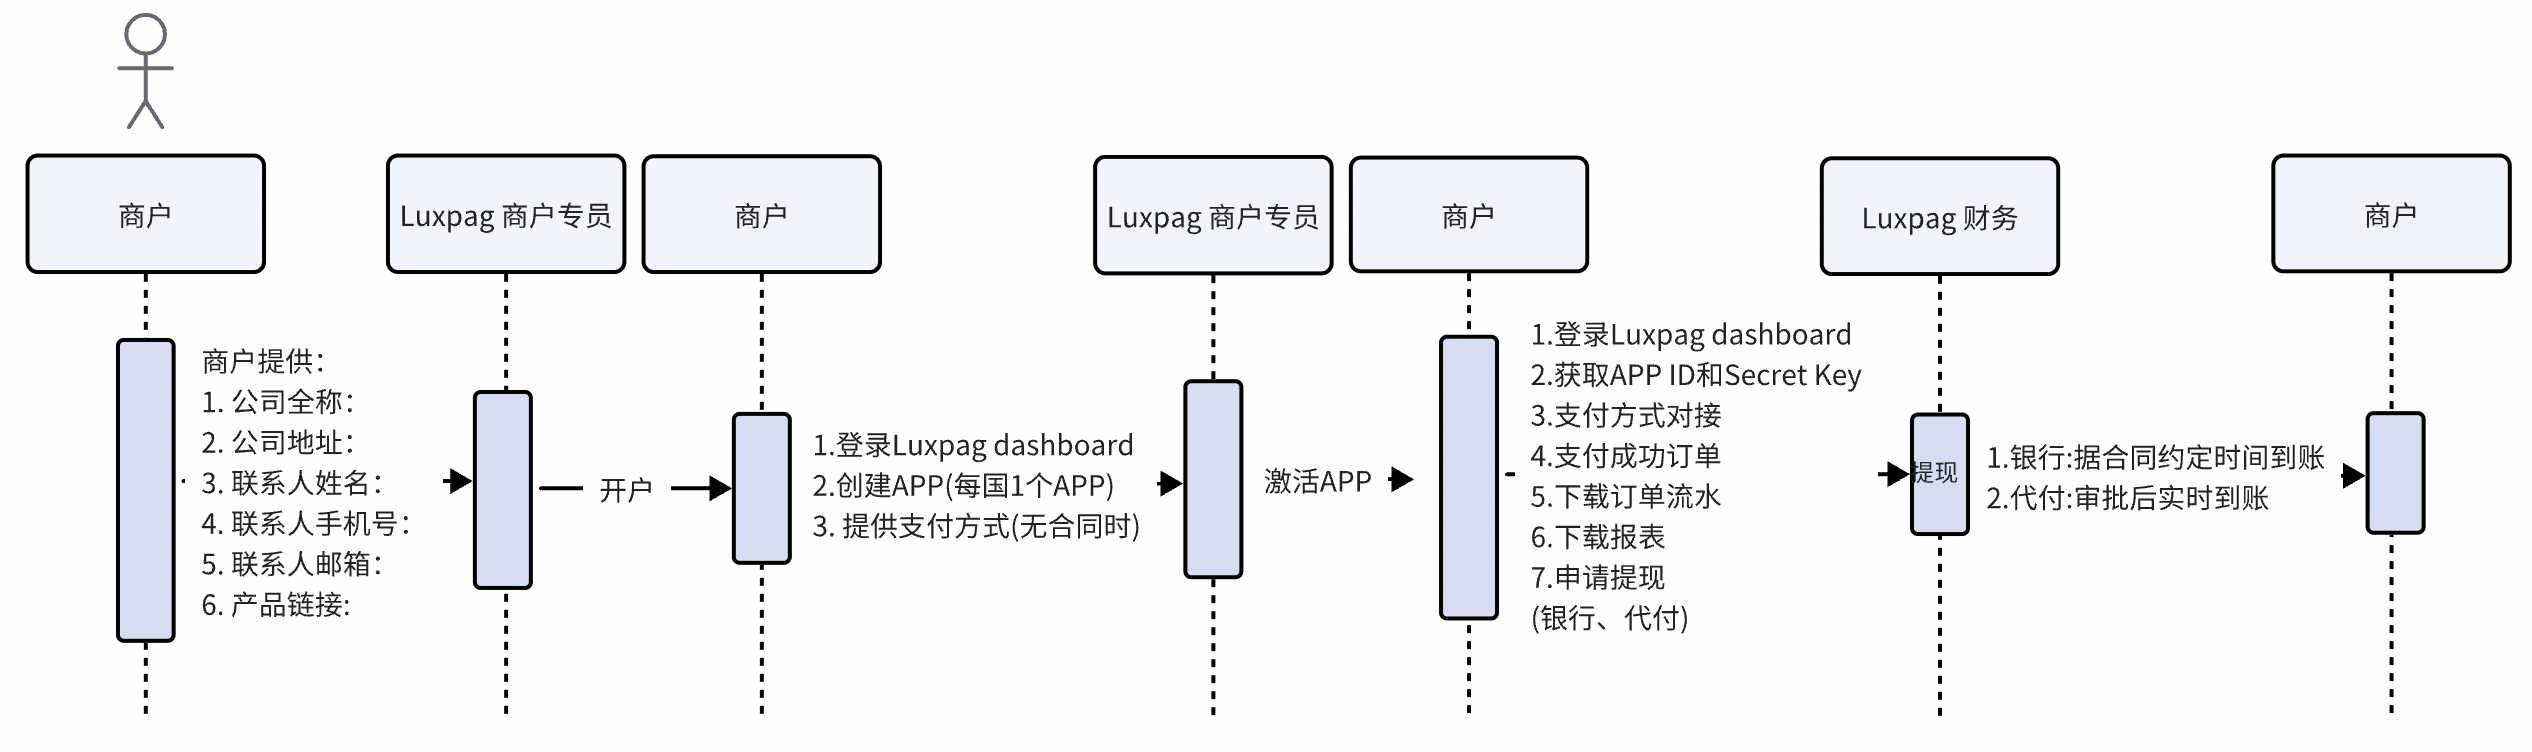 商户
Luxpag 商户专员
商户
Luxpag 商户专员
商户
Luxpag 财务
商户
商户提供：
1. 公司全称：
2. 公司地址：
3. 联系人姓名：
4. 联系人手机号：
5. 联系人邮箱：
6. 产品链接:
开户
1.登录Luxpag dashboard
2.创建APP(每国1个APP)
3. 提供支付方式(无合同时)
激活APP
1.登录Luxpag dashboard
2.获取APP ID和Secret Key
3.支付方式对接
4.支付成功订单
5.下载订单流水
6.下载报表
7.申请提现
(银行、代付)
提现
1.银行:据合同约定时间到账
2.代付:审批后实时到账